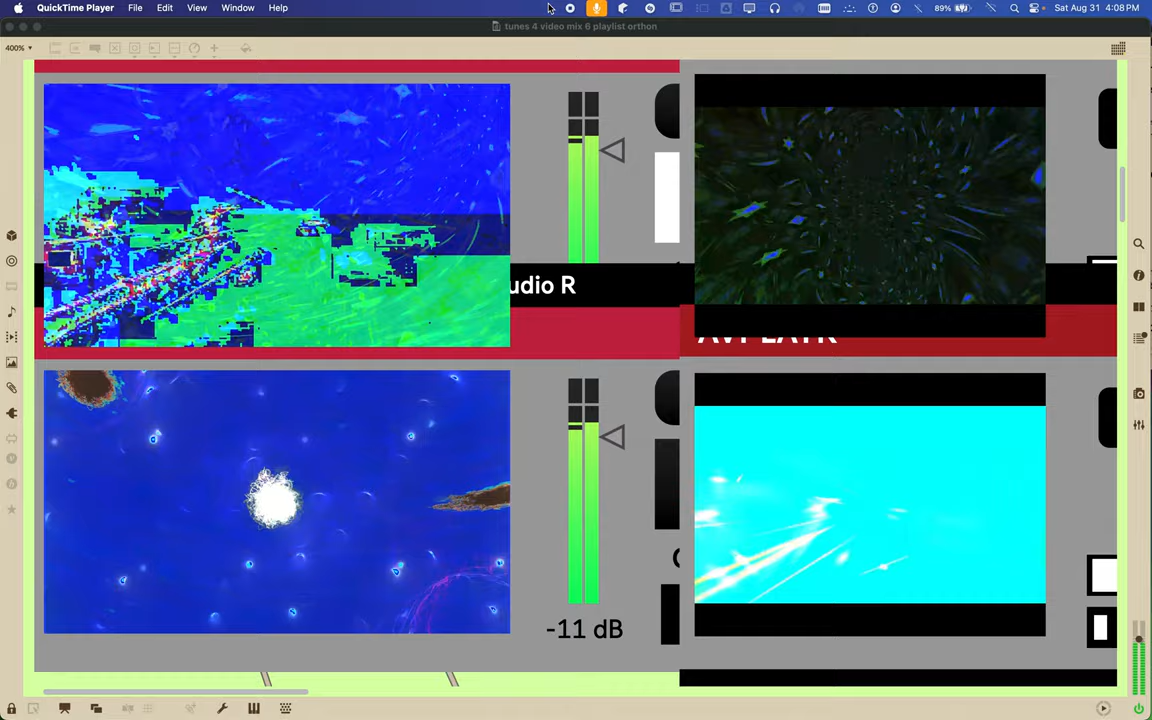 QuickTime Player File Edit View Window Help 89% Sat Aug 31 4:08 PM
tunes 4 video mix 6 playlist orthon
400%
udio R
-11 dB